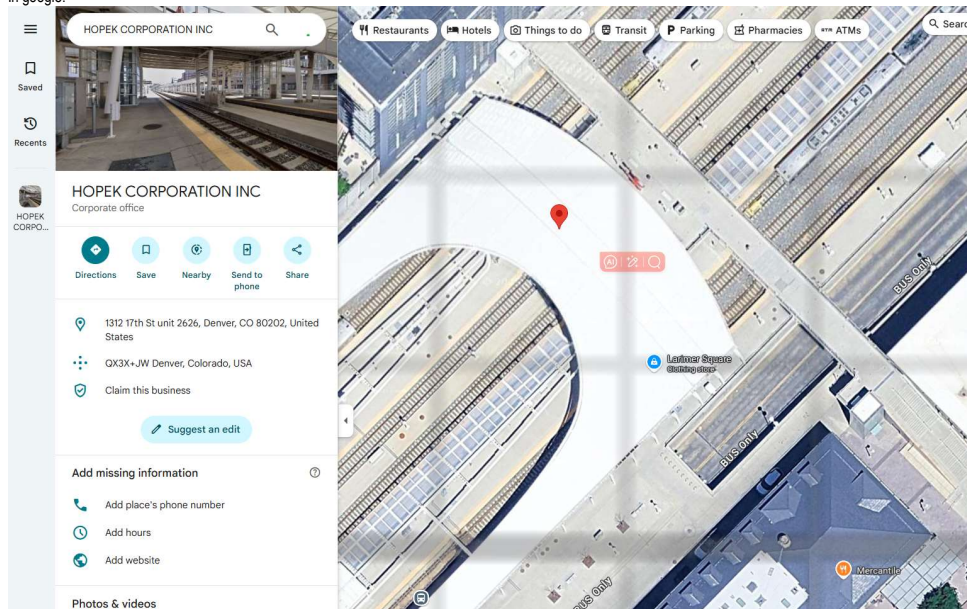 in google.
HOPEK CORPORATION INC
Restaurants
Hotels
Things to do
Transit
Parking
Pharmacies
ATMs
Searc
Saved
Recents
HOPEK
CORPO...
HOPEK CORPORATION INC
Corporate office
Directions
Save
Nearby
Send to
phone
Share
1312 17th St unit 2626, Denver, CO 80202, United
States
QX3X+JW Denver, Colorado, USA
Claim this business
Suggest an edit
Add missing information
Add place's phone number
Add hours
Add website
Photos & videos
AI
BUS Only
Larimer Square
Clothing store
BUS Only
Mercantile
BUS Only